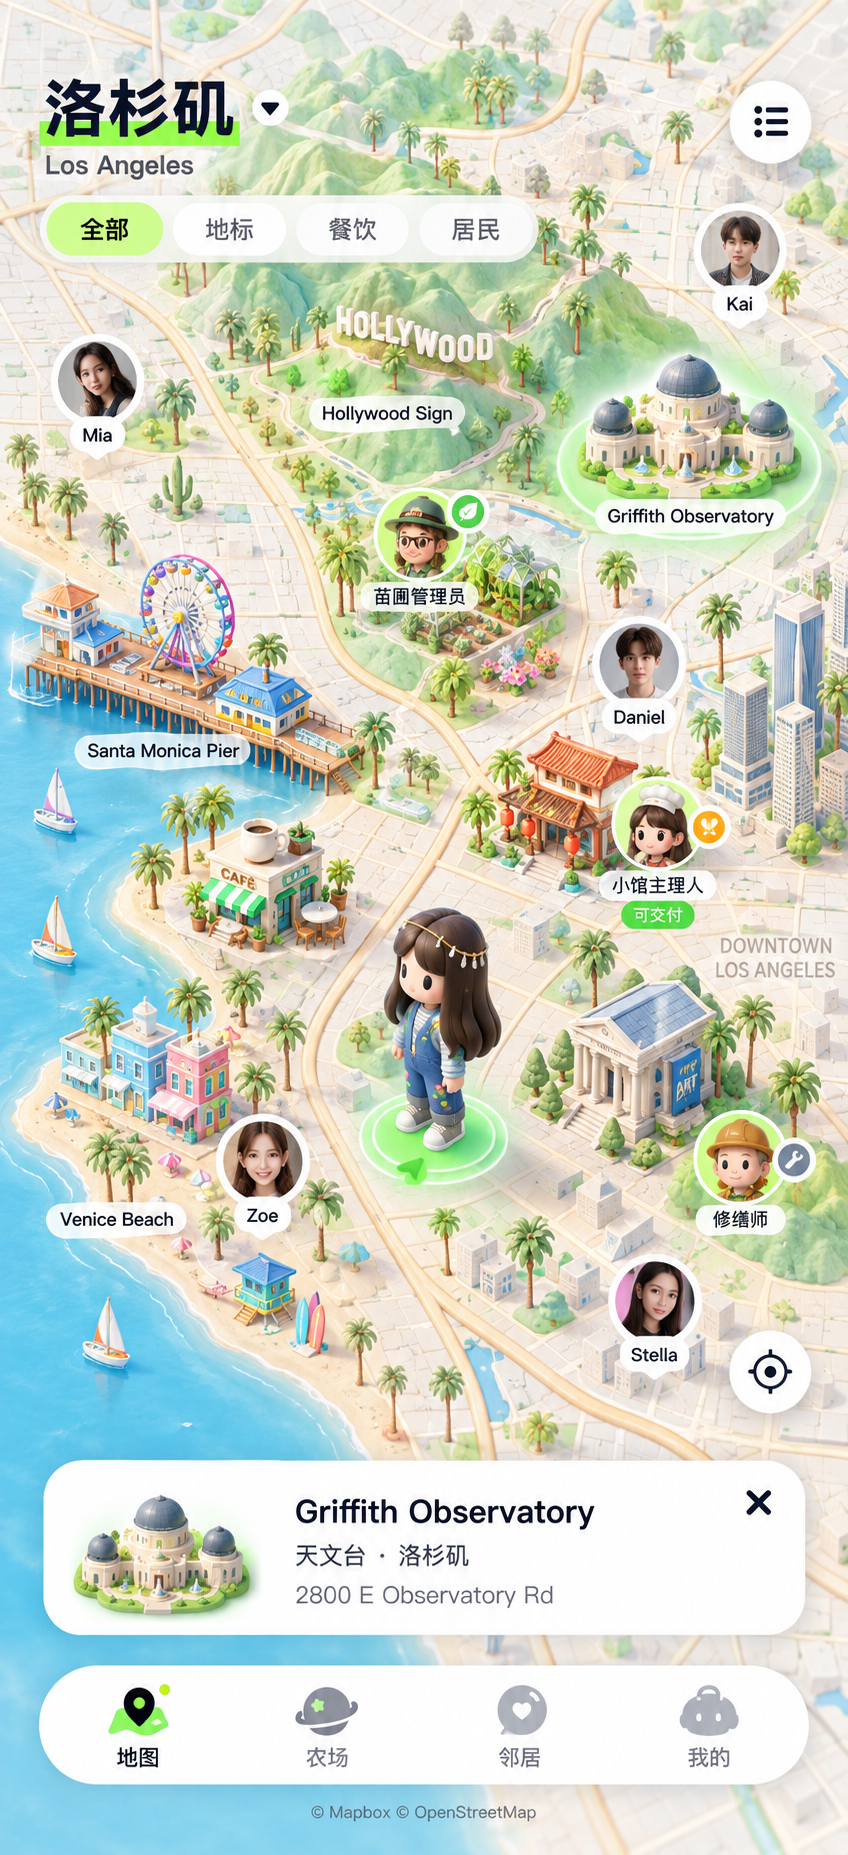 洛杉矶
Los Angeles
全部
地标
餐饮
居民
Kai
HOLLYWOOD
Mia
Hollywood Sign
Griffith Observatory
苗圃管理员
Daniel
Santa Monica Pier
CAFÉ
小馆主理人
可交付
DOWNTOWN
LOS ANGELES
ART
Zoe
Venice Beach
修缮师
Stella
Griffith Observatory
天文台 · 洛杉矶
2800 E Observatory Rd
地图
农场
邻居
我的
© Mapbox © OpenStreetMap